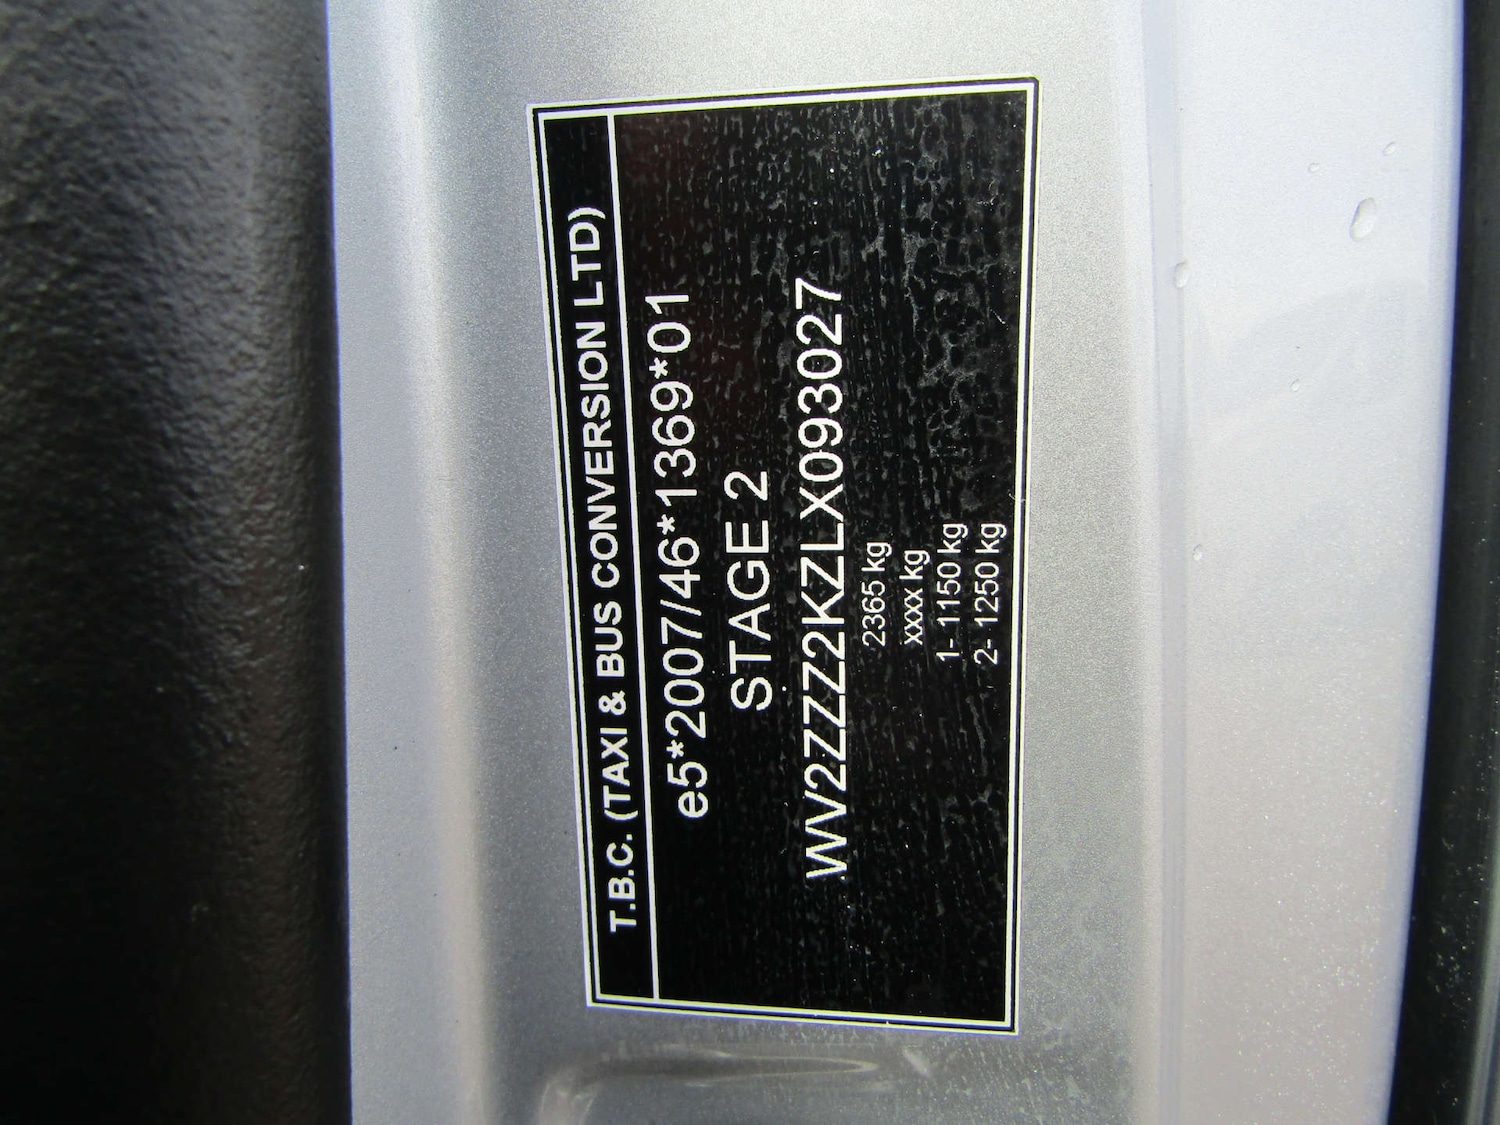 T.B.C. (TAXI & BUS CONVERSION LTD)
e5*2007/46*1369*01
STAGE 2
WV2ZZZ2KZLX093027
2365 kg
xxxx kg
1- 1150 kg
2- 1250 kg